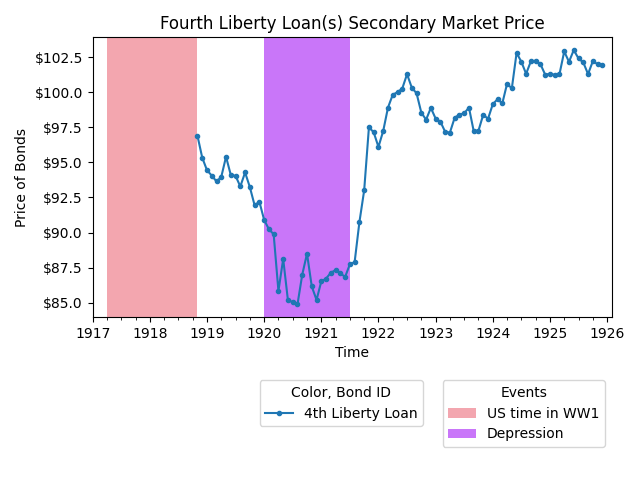 Fourth Liberty Loan(s) Secondary Market Price
Price of Bonds
$102.5
$100.0
$97.5
$95.0
$92.5
$90.0
$87.5
$85.0
1917 1918 1919 1920 1921 1922 1923 1924 1925 1926
Time
Color, Bond ID
4th Liberty Loan
Events
US time in WW1
Depression